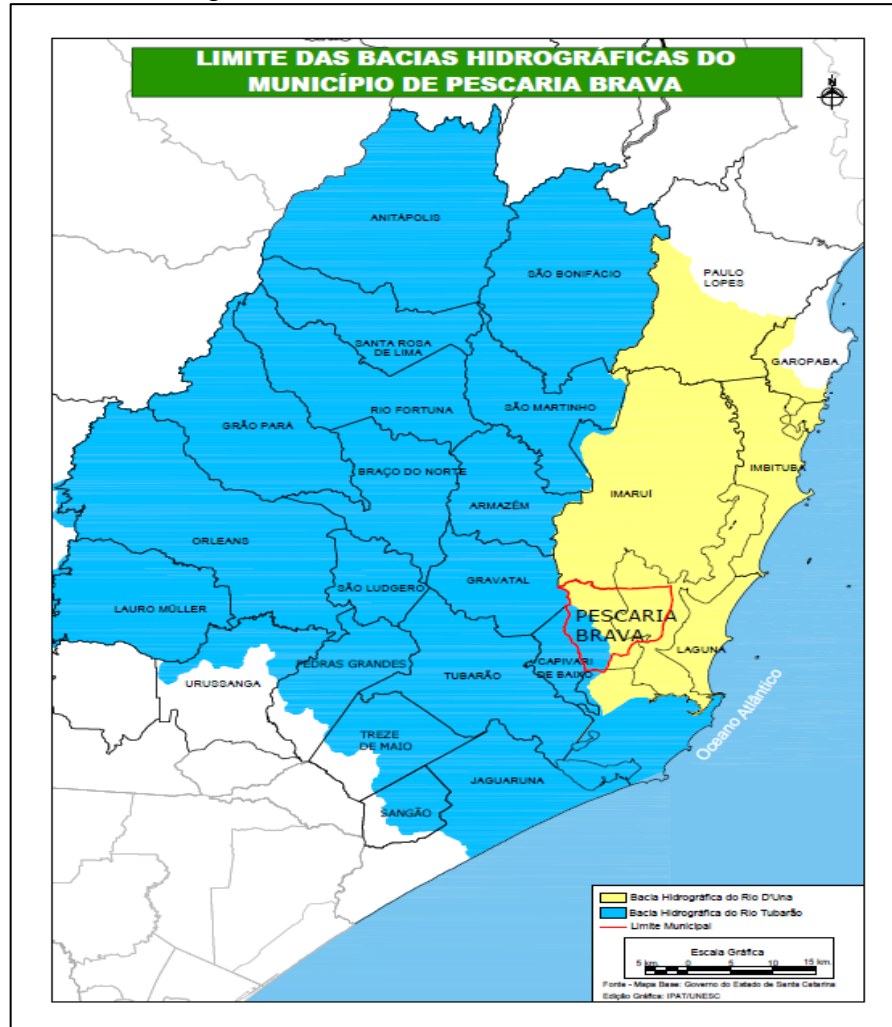 LIMITE DAS BACIAS HIDROGRÁFICAS DO
MUNICÍPIO DE PESCARIA BRAVA
N
ANITÁPOLIS
SÃO BONIFÁCIO
PAULO
LOPES
GAROPABA
SANTA ROSA
DE LIMA
RIO FORTUNA
SÃO MARTINHO
GRÃO PARÁ
BRAÇO DO NORTE
IMBITUBA
IMARUÍ
ARMAZÉM
ORLEANS
GRAVATAL
SÃO LUDGERO
LAURO MÜLLER
PESCARIA
BRAVA
LAGUNA
PEDRAS GRANDES
CAPIVARI
DE BAIXO
TUBARÃO
URUSSANGA
Oceano Atlântico
TREZE
DE MAIO
JAGUARUNA
SANGÃO
Bacia Hidrográfica do Rio D'Una
Bacia Hidrográfica do Rio Tubarão
Limite Municipal
Escala Gráfica
5 km. 0 5 10 15 km.
Fonte - Mapa Base: Governo do Estado de Santa Catarina
Edição Gráfica: IPAT/UNESC